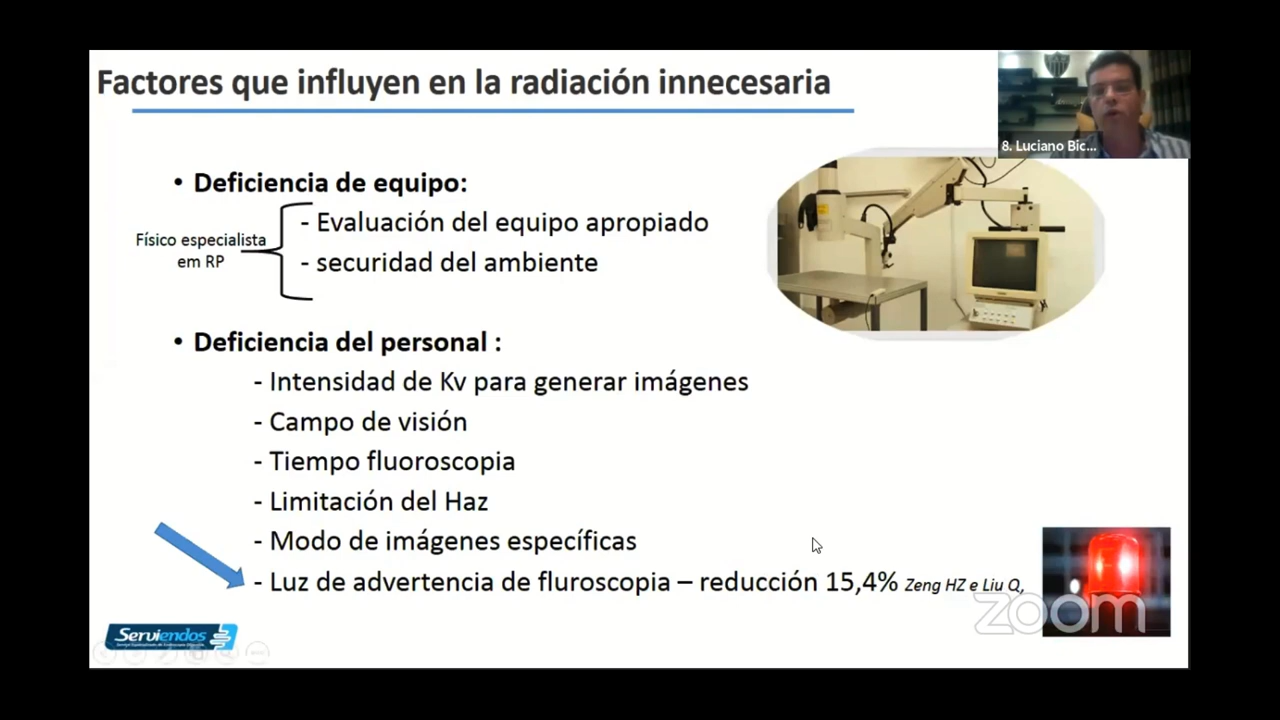 Factores que influyen en la radiación innecesaria
8. Luciano Bic...
• Deficiencia de equipo:
- Evaluación del equipo apropiado
Físico especialista
em RP
- securidad del ambiente
• Deficiencia del personal :
- Intensidad de Kv para generar imágenes
- Campo de visión
- Tiempo fluoroscopia
- Limitación del Haz
- Modo de imágenes específicas
- Luz de advertencia de fluroscopia – reducción 15,4% Zeng HZ e Liu Q,
zoom
Serviendos